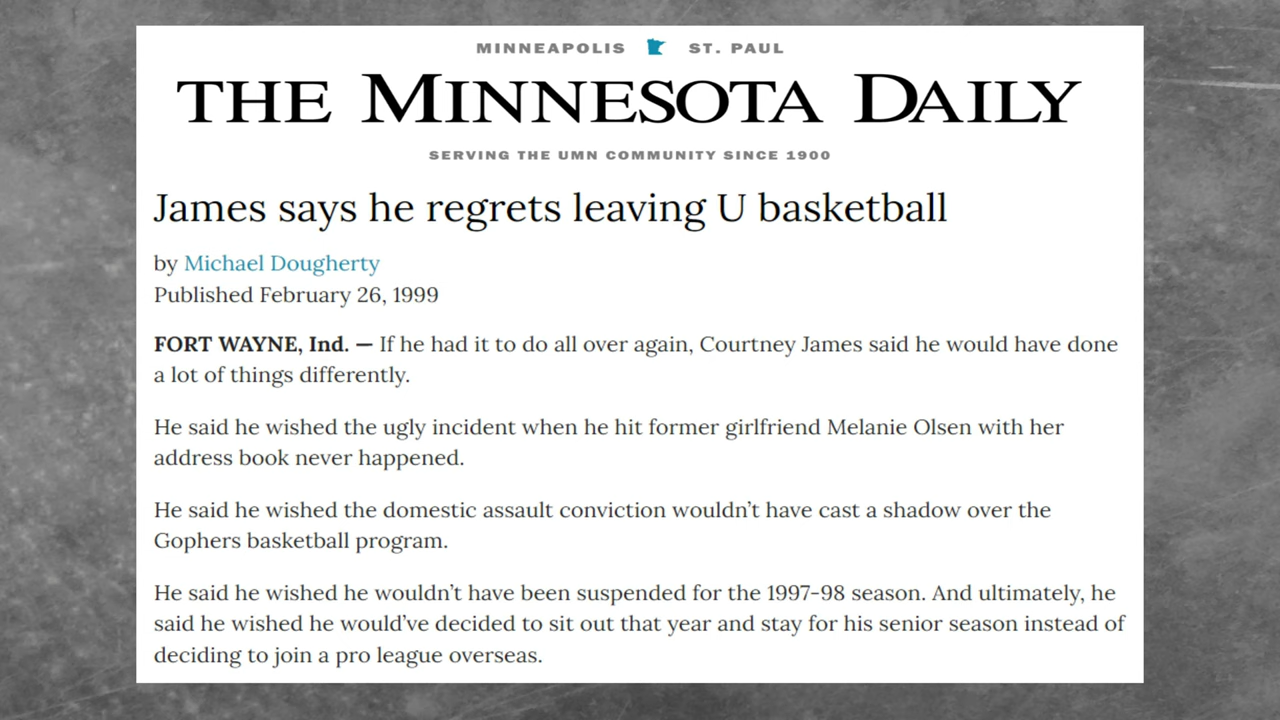 MINNEAPOLIS ST. PAUL
THE MINNESOTA DAILY
SERVING THE UMN COMMUNITY SINCE 1900
James says he regrets leaving U basketball
by Michael Dougherty
Published February 26, 1999
FORT WAYNE, Ind. — If he had it to do all over again, Courtney James said he would have done
a lot of things differently.
He said he wished the ugly incident when he hit former girlfriend Melanie Olsen with her
address book never happened.
He said he wished the domestic assault conviction wouldn’t have cast a shadow over the
Gophers basketball program.
He said he wished he wouldn’t have been suspended for the 1997-98 season. And ultimately, he
said he wished he would’ve decided to sit out that year and stay for his senior season instead of
deciding to join a pro league overseas.